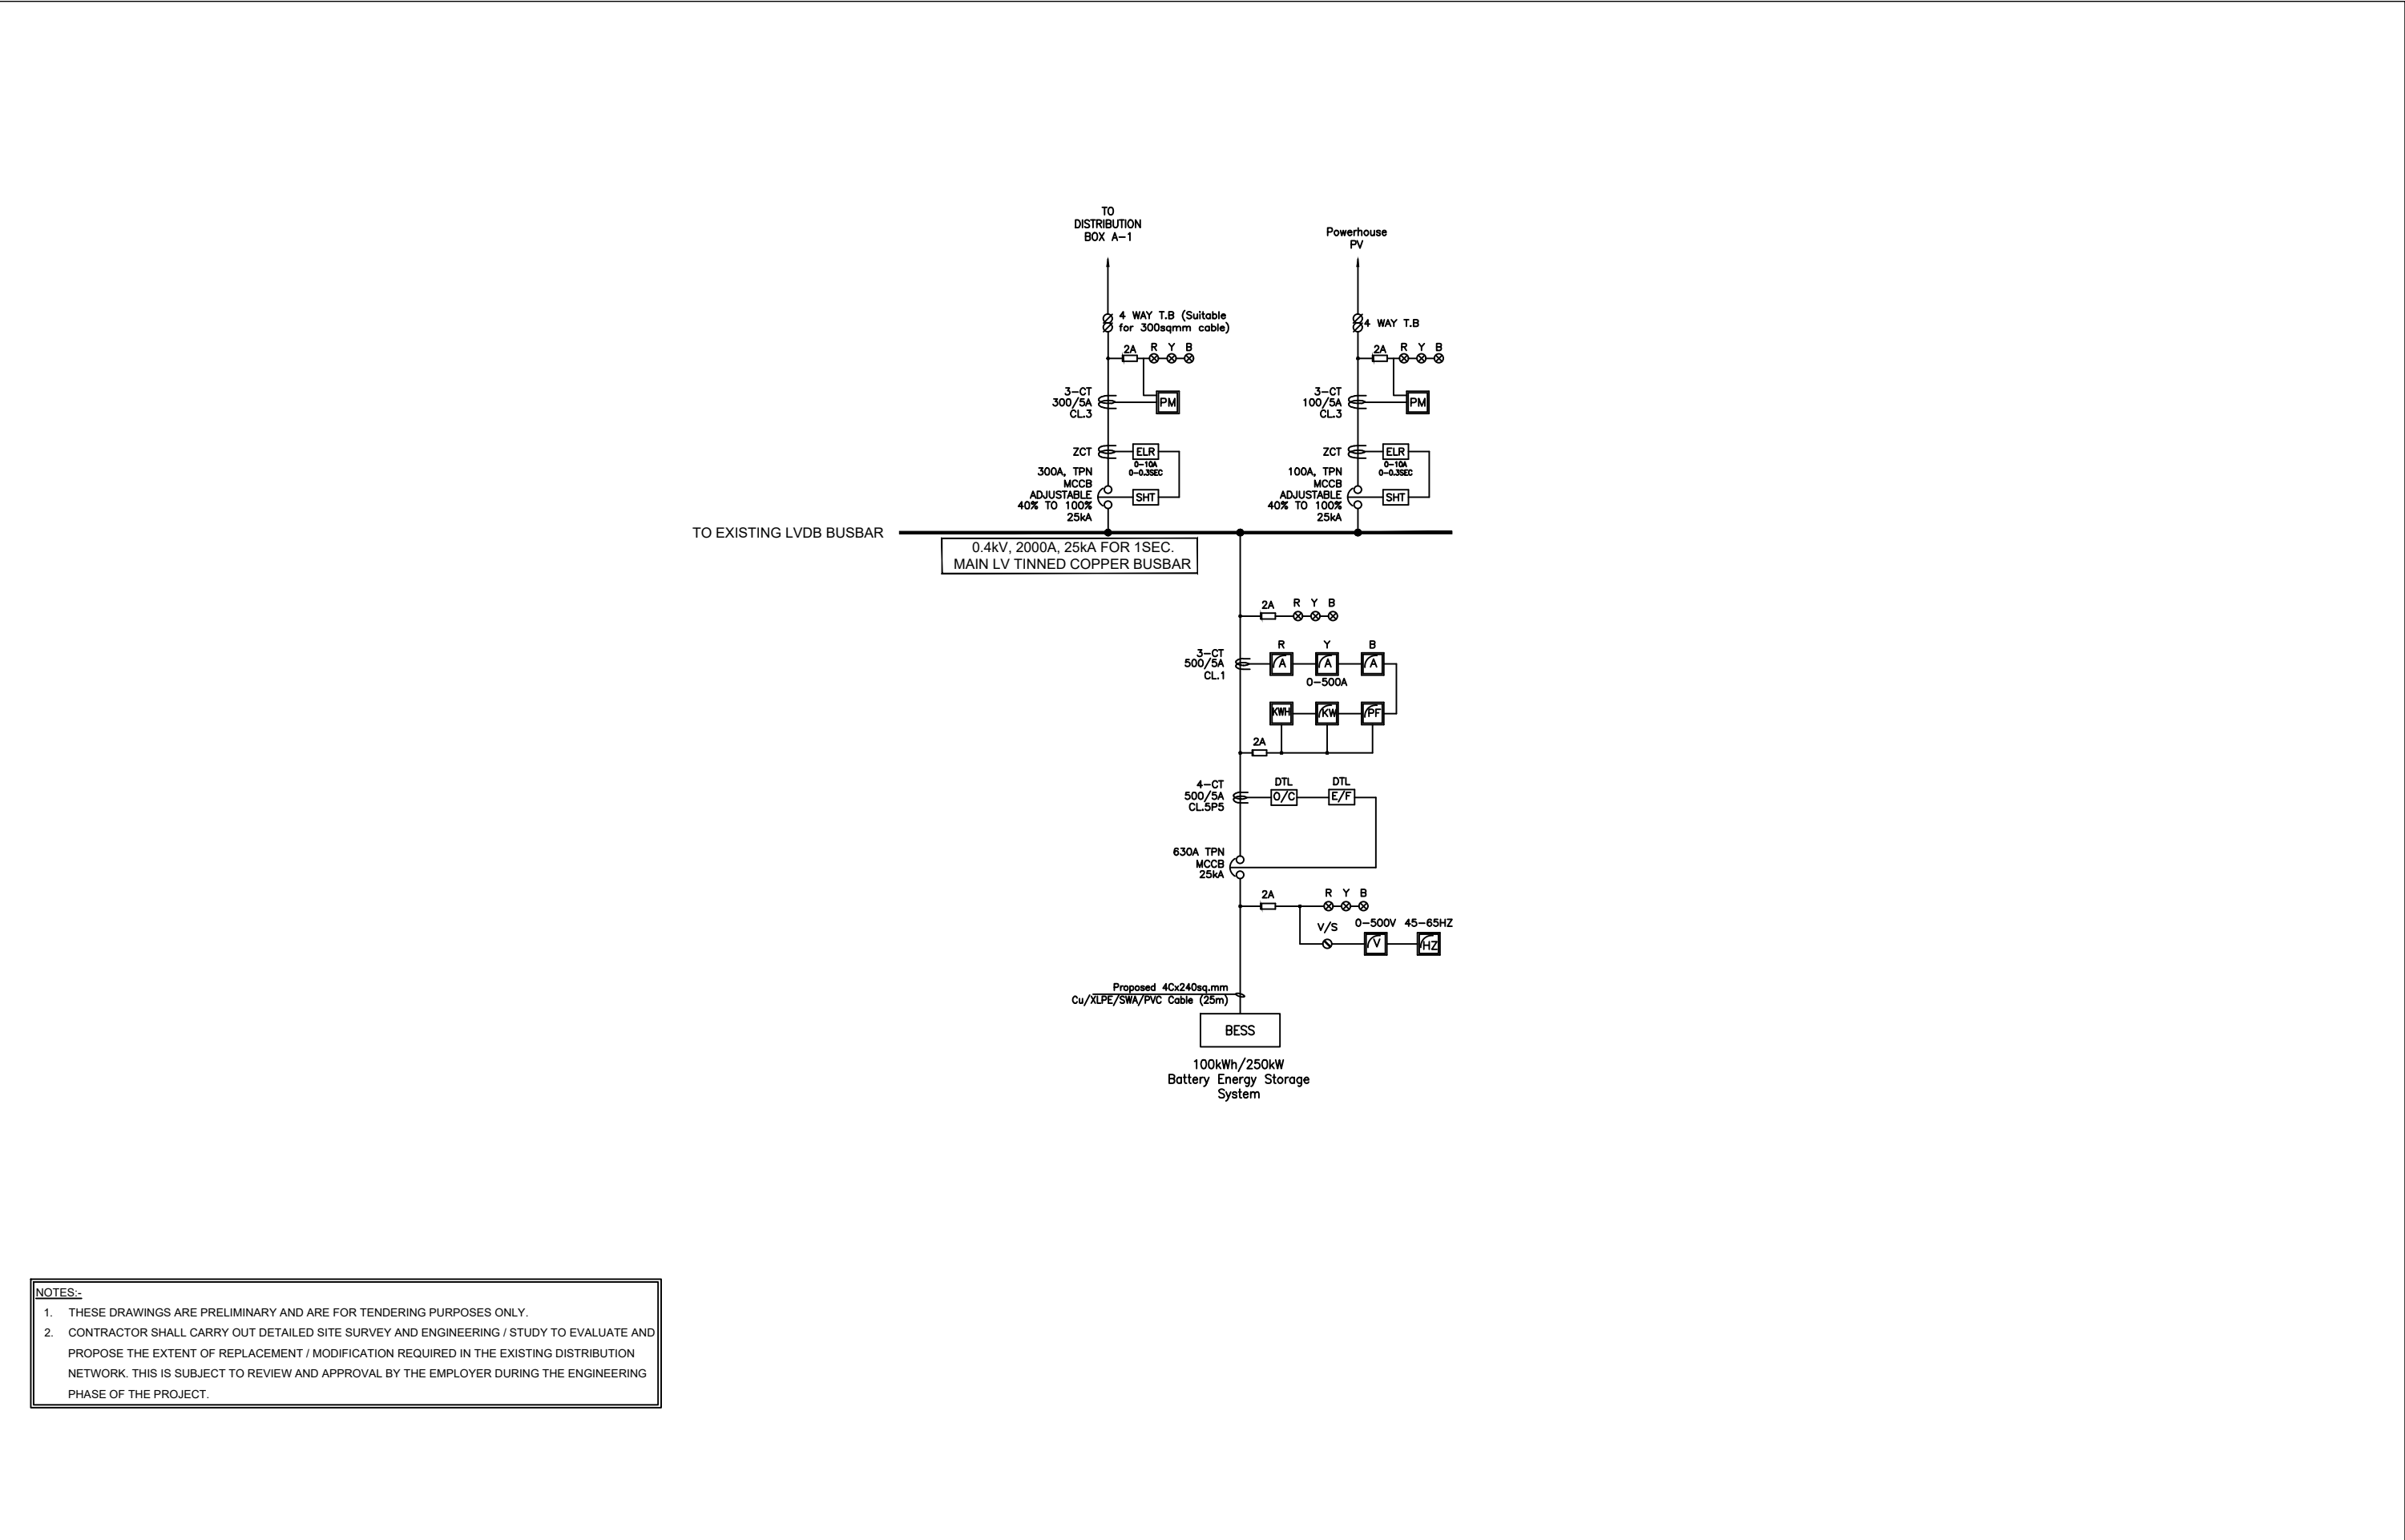 TO
DISTRIBUTION
BOX A-1
4 WAY T.B (Suitable
for 300sqmm cable)
2A R Y B
3-CT
300/5A
CL.3
PM
ZCT
ELR
0-10A
0-0.3SEC
300A, TPN
MCCB
ADJUSTABLE
40% TO 100%
25kA
SHT
Powerhouse
PV
4 WAY T.B
2A R Y B
3-CT
100/5A
CL.3
PM
ZCT
ELR
0-10A
0-0.3SEC
100A, TPN
MCCB
ADJUSTABLE
40% TO 100%
25kA
SHT
TO EXISTING LVDB BUSBAR
0.4kV, 2000A, 25kA FOR 1SEC.
MAIN LV TINNED COPPER BUSBAR
2A R Y B
3-CT
500/5A
CL.1
R Y B
A A A
0-500A
KWH KW PF
2A
4-CT
500/5A
CL.5P5
DTL DTL
O/C E/F
630A TPN
MCCB
25kA
2A R Y B
V/S 0-500V 45-65HZ
V HZ
Proposed 4Cx240sq.mm
Cu/XLPE/SWA/PVC Cable (25m)
BESS
100kWh/250kW
Battery Energy Storage
System
NOTES:-
1. THESE DRAWINGS ARE PRELIMINARY AND ARE FOR TENDERING PURPOSES ONLY.
2. CONTRACTOR SHALL CARRY OUT DETAILED SITE SURVEY AND ENGINEERING / STUDY TO EVALUATE AND
PROPOSE THE EXTENT OF REPLACEMENT / MODIFICATION REQUIRED IN THE EXISTING DISTRIBUTION
NETWORK. THIS IS SUBJECT TO REVIEW AND APPROVAL BY THE EMPLOYER DURING THE ENGINEERING
PHASE OF THE PROJECT.